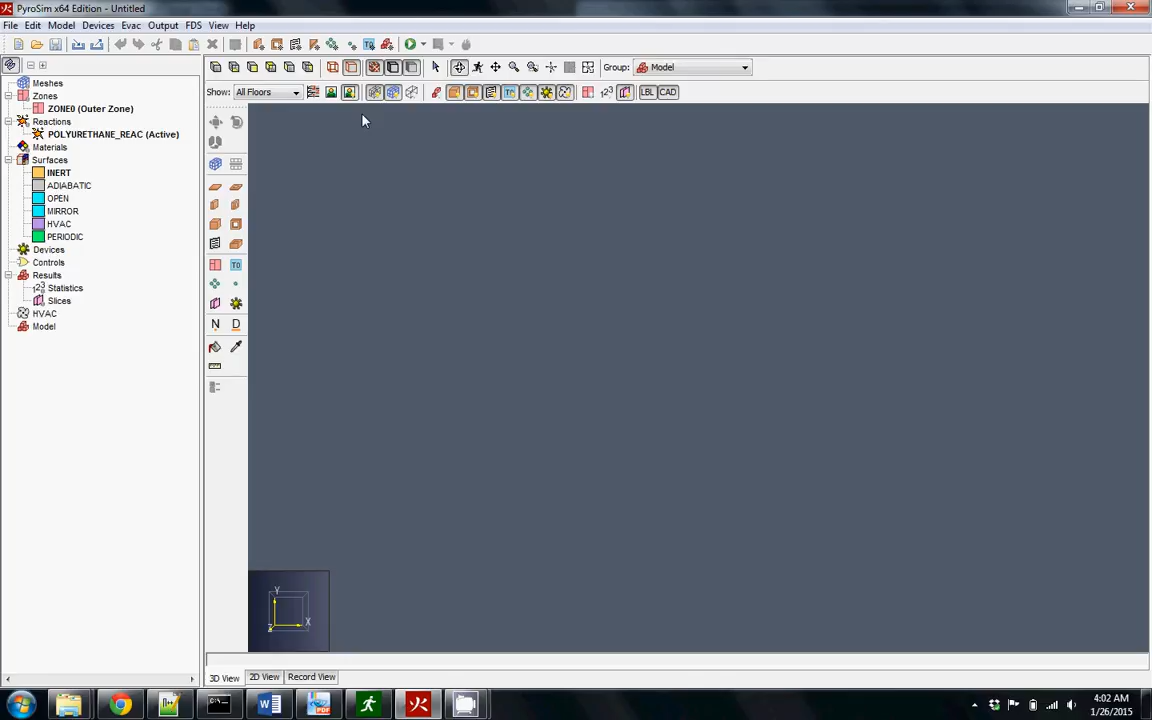 PyroSim x64 Edition - Untitled
File Edit Model Devices Evac Output FDS View Help
Group: Model
Show: All Floors
LBL CAD
Meshes
Zones
ZONE0 (Outer Zone)
Reactions
POLYURETHANE_REAC (Active)
Materials
Surfaces
INERT
ADIABATIC
OPEN
MIRROR
HVAC
PERIODIC
Devices
Controls
Results
Statistics
Slices
HVAC
Model
N D
Y
X
Z
3D View 2D View Record View
4:02 AM
1/26/2015